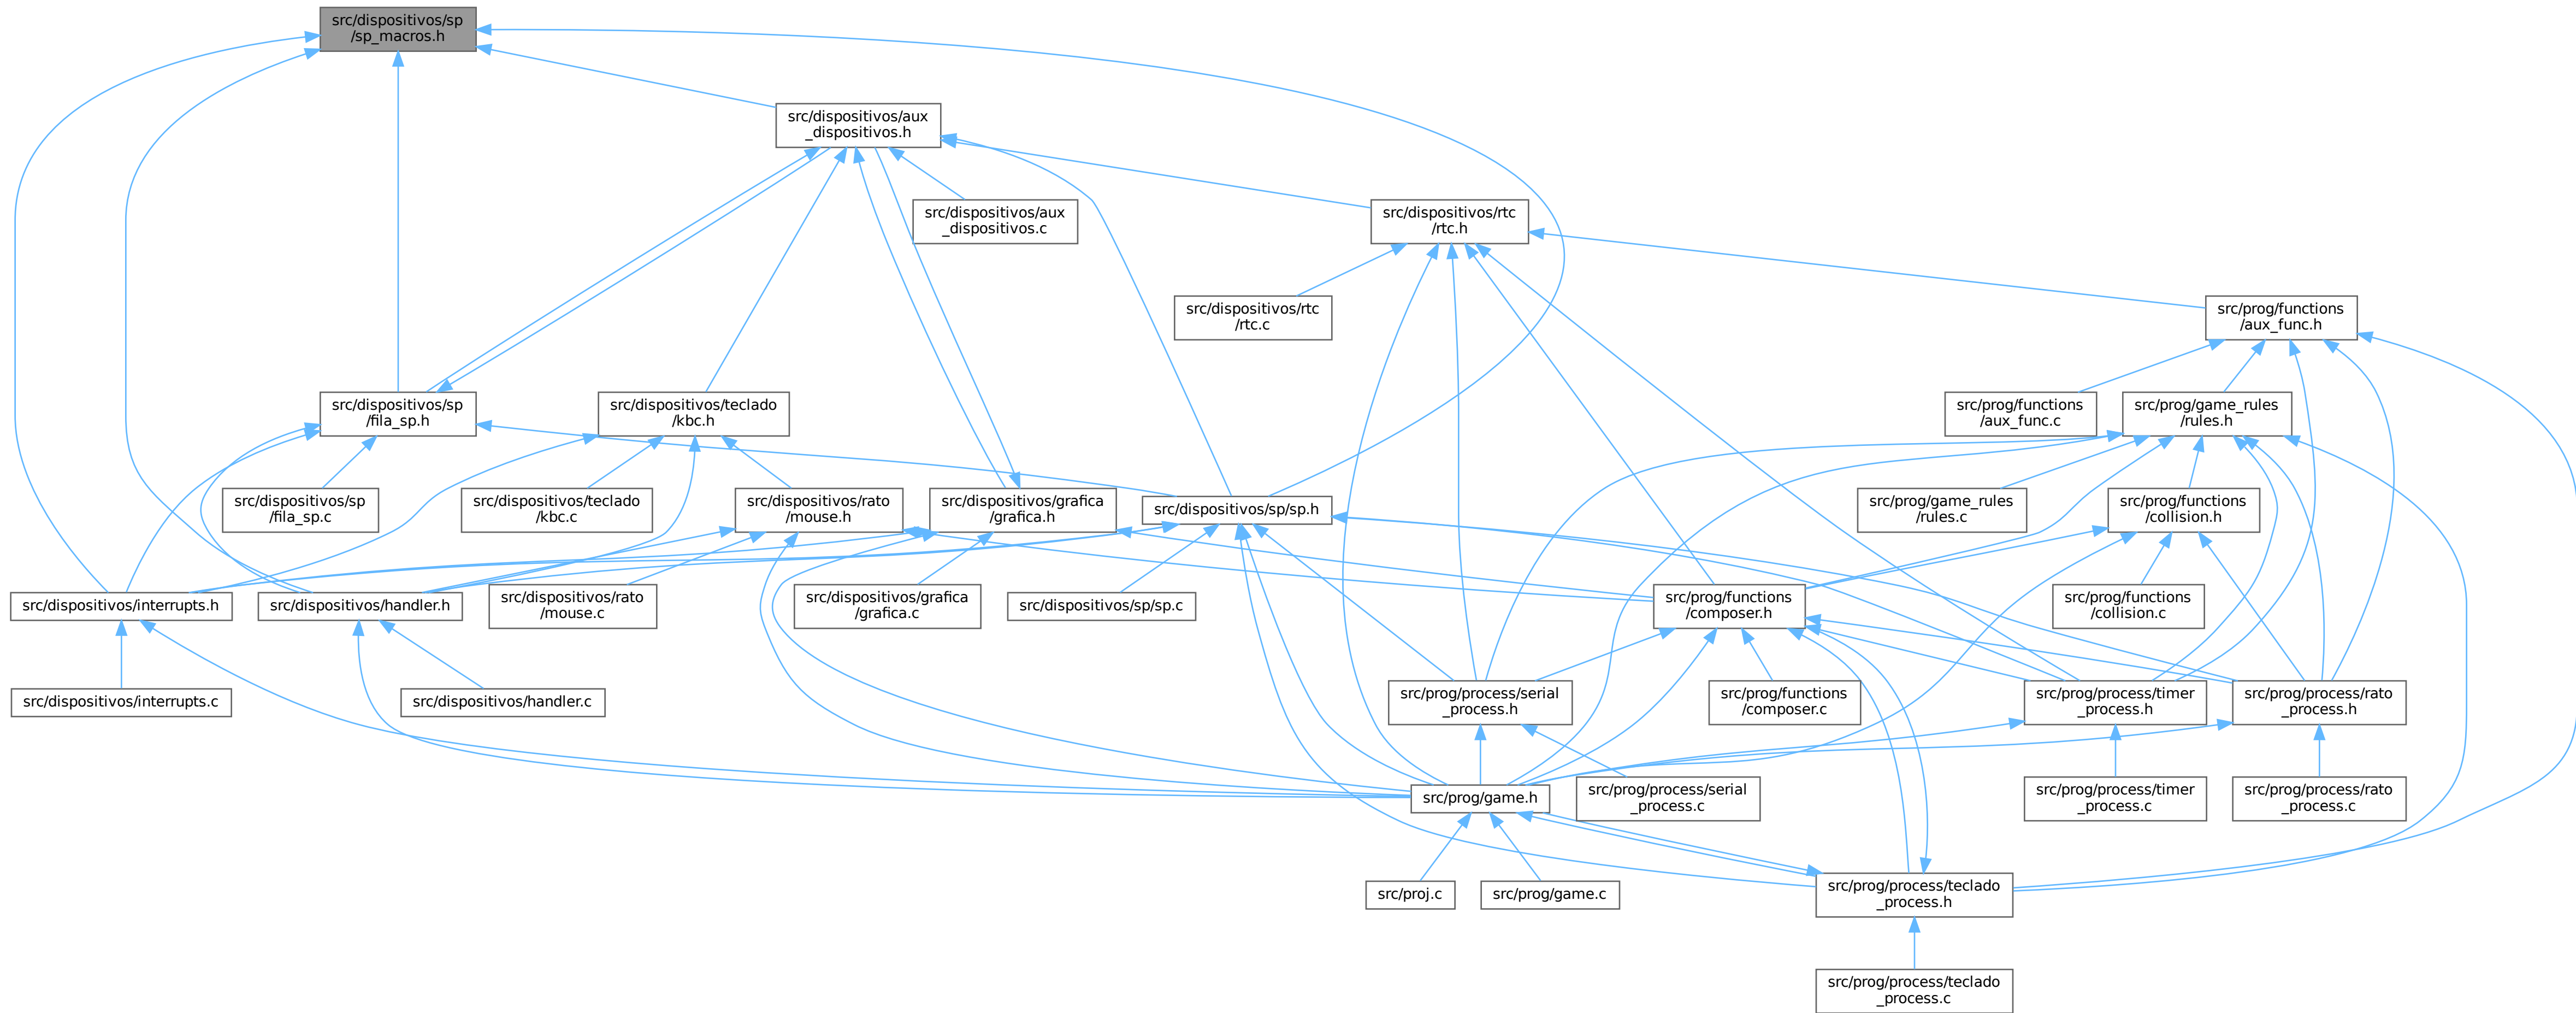 src/dispositivos/sp
/sp_macros.h
src/dispositivos/aux
_dispositivos.h
src/dispositivos/aux
_dispositivos.c
src/dispositivos/rtc
/rtc.h
src/dispositivos/rtc
/rtc.c
src/prog/functions
/aux_func.h
src/dispositivos/sp
/fila_sp.h
src/dispositivos/teclado
/kbc.h
src/prog/functions
/aux_func.c
src/prog/game_rules
/rules.h
src/dispositivos/sp
/fila_sp.c
src/dispositivos/teclado
/kbc.c
src/dispositivos/rato
/mouse.h
src/dispositivos/grafica
/grafica.h
src/dispositivos/sp/sp.h
src/prog/game_rules
/rules.c
src/prog/functions
/collision.h
src/dispositivos/interrupts.h
src/dispositivos/handler.h
src/dispositivos/rato
/mouse.c
src/dispositivos/grafica
/grafica.c
src/dispositivos/sp/sp.c
src/prog/functions
/composer.h
src/prog/functions
/collision.c
src/dispositivos/interrupts.c
src/dispositivos/handler.c
src/prog/process/serial
_process.h
src/prog/functions
/composer.c
src/prog/process/timer
_process.h
src/prog/process/rato
_process.h
src/prog/game.h
src/prog/process/serial
_process.c
src/prog/process/timer
_process.c
src/prog/process/rato
_process.c
src/proj.c
src/prog/game.c
src/prog/process/teclado
_process.h
src/prog/process/teclado
_process.c